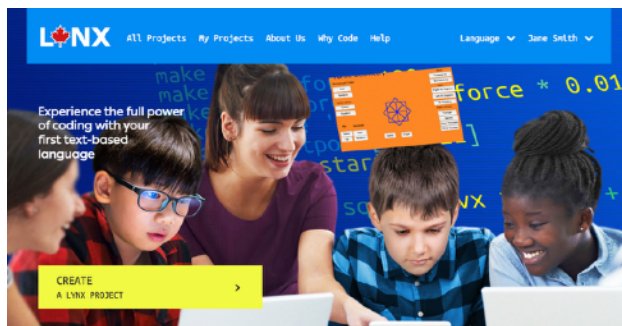 LYNX
All Projects My Projects About Us Why Code Help
Language Jane Smith
make
make
force * 0.01
Experience the full power
of coding with your
first text-based
language
star
CREATE
A LYNX PROJECT